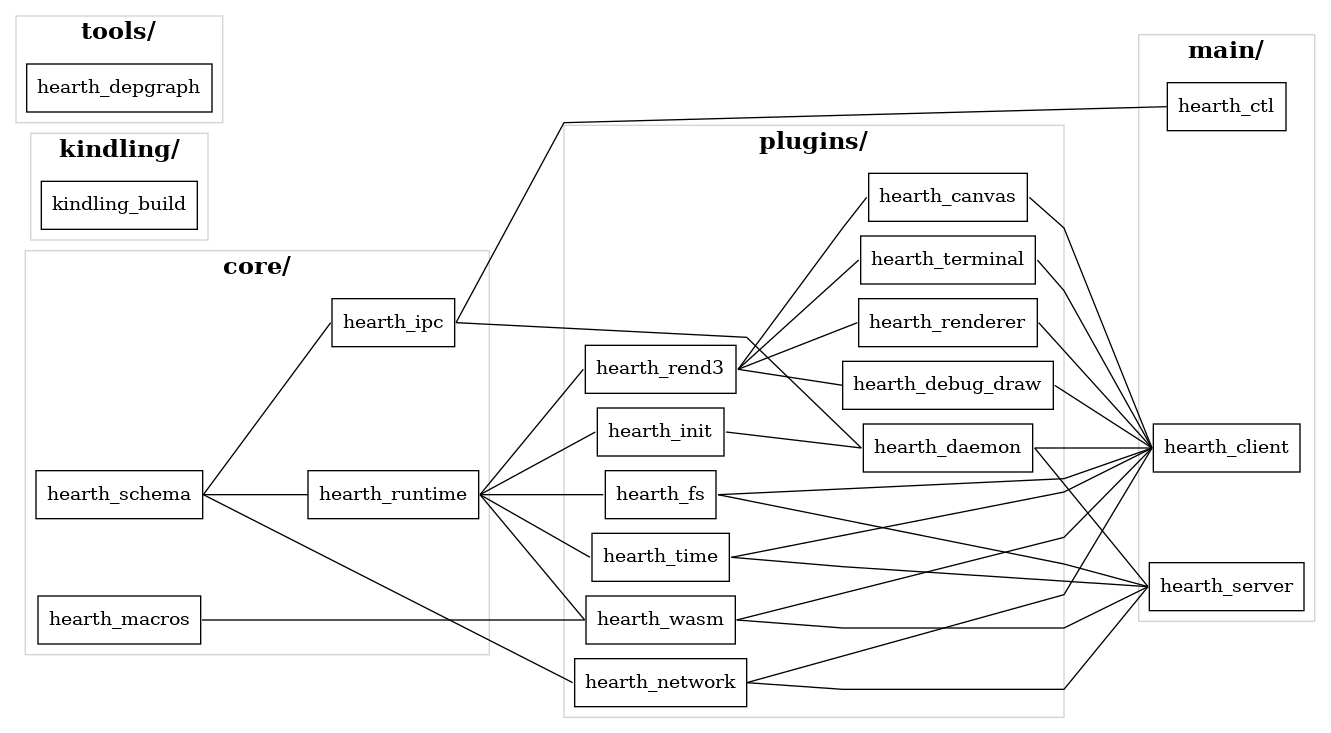 tools/
hearth_depgraph
kindling/
kindling_build
core/
hearth_ipc
hearth_schema
hearth_runtime
hearth_macros
plugins/
hearth_canvas
hearth_terminal
hearth_renderer
hearth_rend3
hearth_debug_draw
hearth_init
hearth_daemon
hearth_fs
hearth_time
hearth_wasm
hearth_network
main/
hearth_ctl
hearth_client
hearth_server